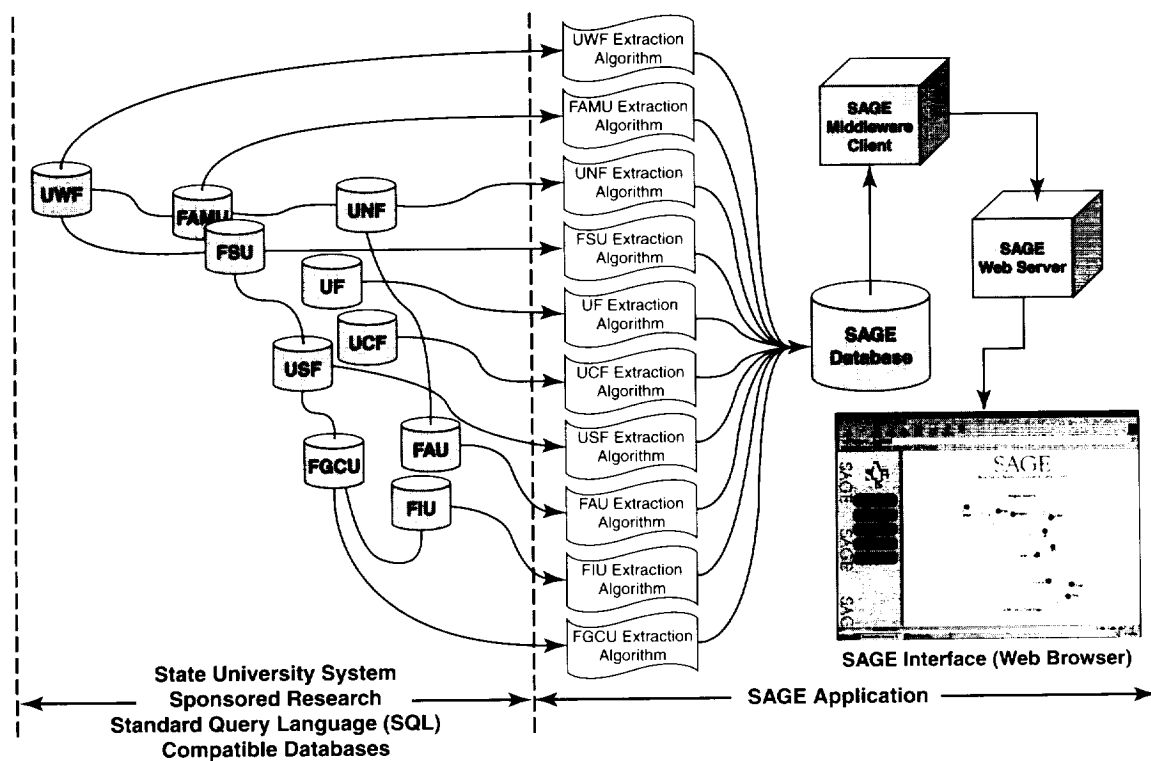 UWF
FAMU
FSU
UNF
UF
UCF
USF
FGCU
FAU
FIU
UWF Extraction
Algorithm
FAMU Extraction
Algorithm
UNF Extraction
Algorithm
FSU Extraction
Algorithm
UF Extraction
Algorithm
UCF Extraction
Algorithm
USF Extraction
Algorithm
FAU Extraction
Algorithm
FIU Extraction
Algorithm
FGCU Extraction
Algorithm
SAGE
Database
SAGE
Middleware
Client
SAGE
Web Server
SAGE
SAGE
SAGE
SAGE
SAGE Interface (Web Browser)
State University System
Sponsored Research
Standard Query Language (SQL)
Compatible Databases
SAGE Application